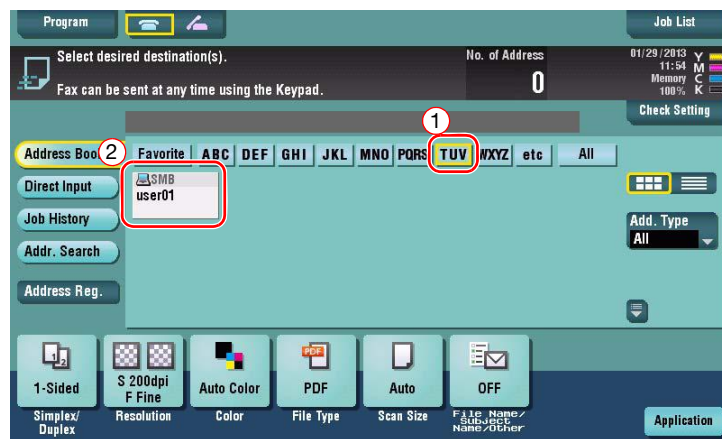 Program
Job List
Select desired destination(s).
No. of Address
01/29/2013
11:54
Memory
100%
Y
M
C
K
Fax can be sent at any time using the Keypad.
0
Check Setting
1
Address Boo
2
Favorite ABC DEF GHI JKL MNO PQRS TUV WXYZ etc All
SMB
user01
Direct Input
Job History
Add. Type
All
Addr. Search
Address Reg.
1 2
PDF
1-Sided
S 200dpi
F Fine
Auto Color
PDF
Auto
OFF
Simplex/
Duplex
Resolution
Color
File Type
Scan Size
File Name/
Subject
Name/Other
Application